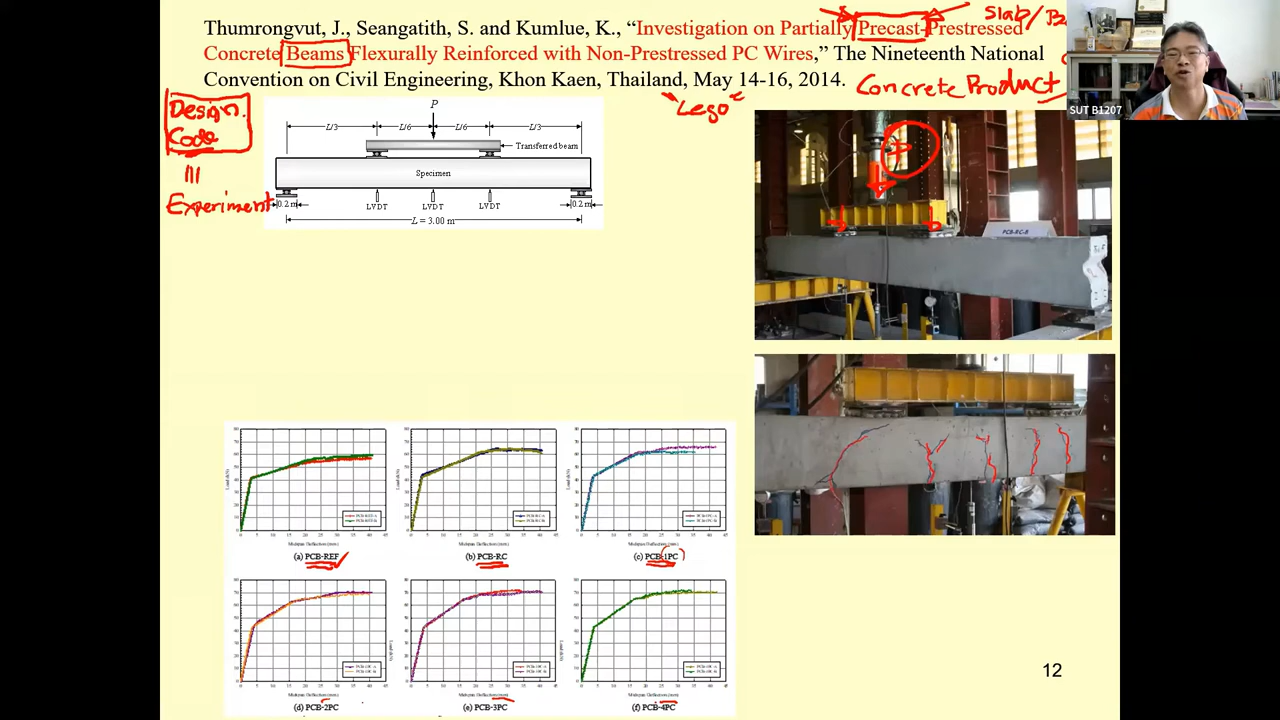 Thumrongvut, J., Seangatith, S. and Kumlue, K., “Investigation on Partially Precast-Prestressed
Concrete Beams Flexurally Reinforced with Non-Prestressed PC Wires,” The Nineteenth National
Convention on Civil Engineering, Khon Kaen, Thailand, May 14-16, 2014.
Slab/
Concrete Product
"Lego"
SUT B1207
Design
Code
Experiment
P
L/3
L/6
L/6
L/3
Transferred beam
Specimen
0.2 m
LVDT
LVDT
LVDT
0.2 m
L = 3.00 m
PCB-RC-B
(a) PCB-REF
(b) PCB-RC
(c) PCB-1PC
(d) PCB-2PC
(e) PCB-3PC
(f) PCB-4PC
12